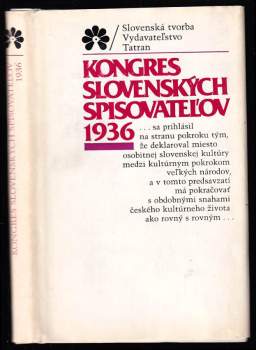 Slovenská tvorba
Vydavateľstvo
Tatran
KONGRES
SLOVENSKÝCH
SPISOVATEĽOV
1936
. . . sa prihlásil
na stranu pokroku tým,
že deklaroval miesto
osobitnej slovenskej kultúry
medzi kultúrnym pokrokom
veľkých národov,
a v tomto predsavzatí
má pokračovať
s obdobnými snahami
českého kultúrneho života
ako rovný s rovným . . .
KONGRES SLOVENSKÝCH SPISOVATEĽOV
1936